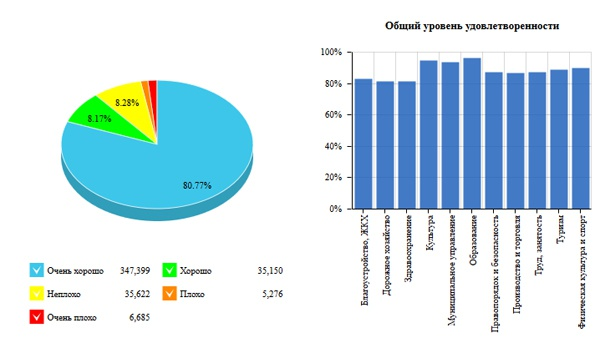 8.28%
8.17%
80.77%
Очень хорошо 347,399 Хорошо 35,150
Неплохо 35,622 Плохо 5,276
Очень плохо 6,685
Общий уровень удовлетворенности
100%
80%
60%
40%
20%
0%
Благоустройство, ЖКХ
Дорожное хозяйство
Здравоохранение
Культура
Муниципальное управление
Образование
Правопорядок и безопасность
Производство и торговля
Труд, занятость
Туризм
Физическая культура и спорт